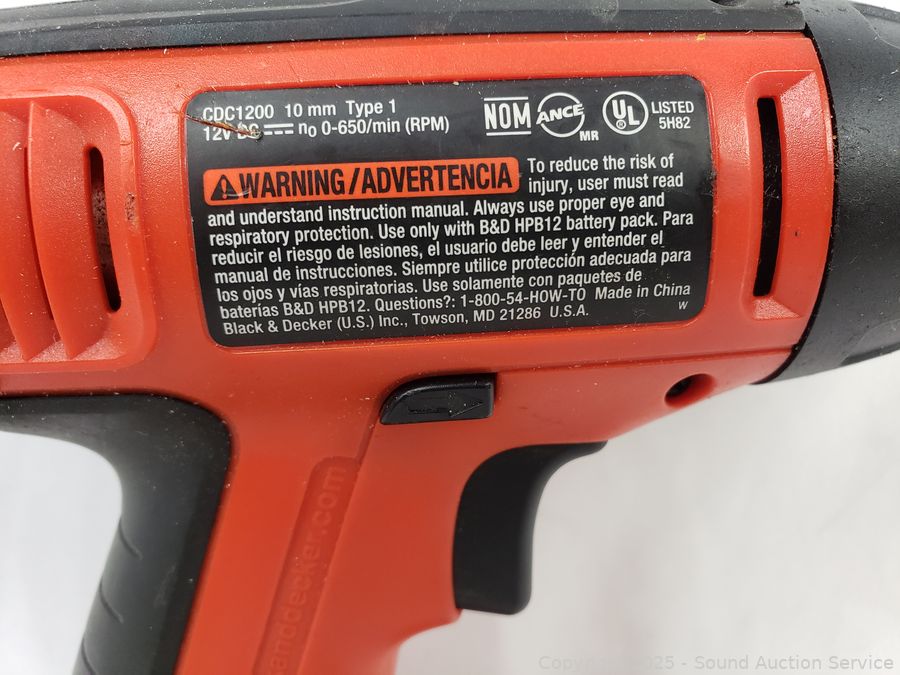 CDC1200 10 mm Type 1
12V DC ⎓ no 0-650/min (RPM)
NOM ANCE MR UL LISTED
5H82
WARNING/ADVERTENCIA To reduce the risk of
injury, user must read
and understand instruction manual. Always use proper eye and
respiratory protection. Use only with B&D HPB12 battery pack. Para
reducir el riesgo de lesiones, el usuario debe leer y entender el
manual de instrucciones. Siempre utilice protección adecuada para
los ojos y vías respiratorias. Use solamente con paquetes de
baterías B&D HPB12. Questions?: 1-800-54-HOW-TO Made in China
Black & Decker (U.S.) Inc., Towson, MD 21286 U.S.A. W
anddecker.com
Copyright 2025 - Sound Auction Service